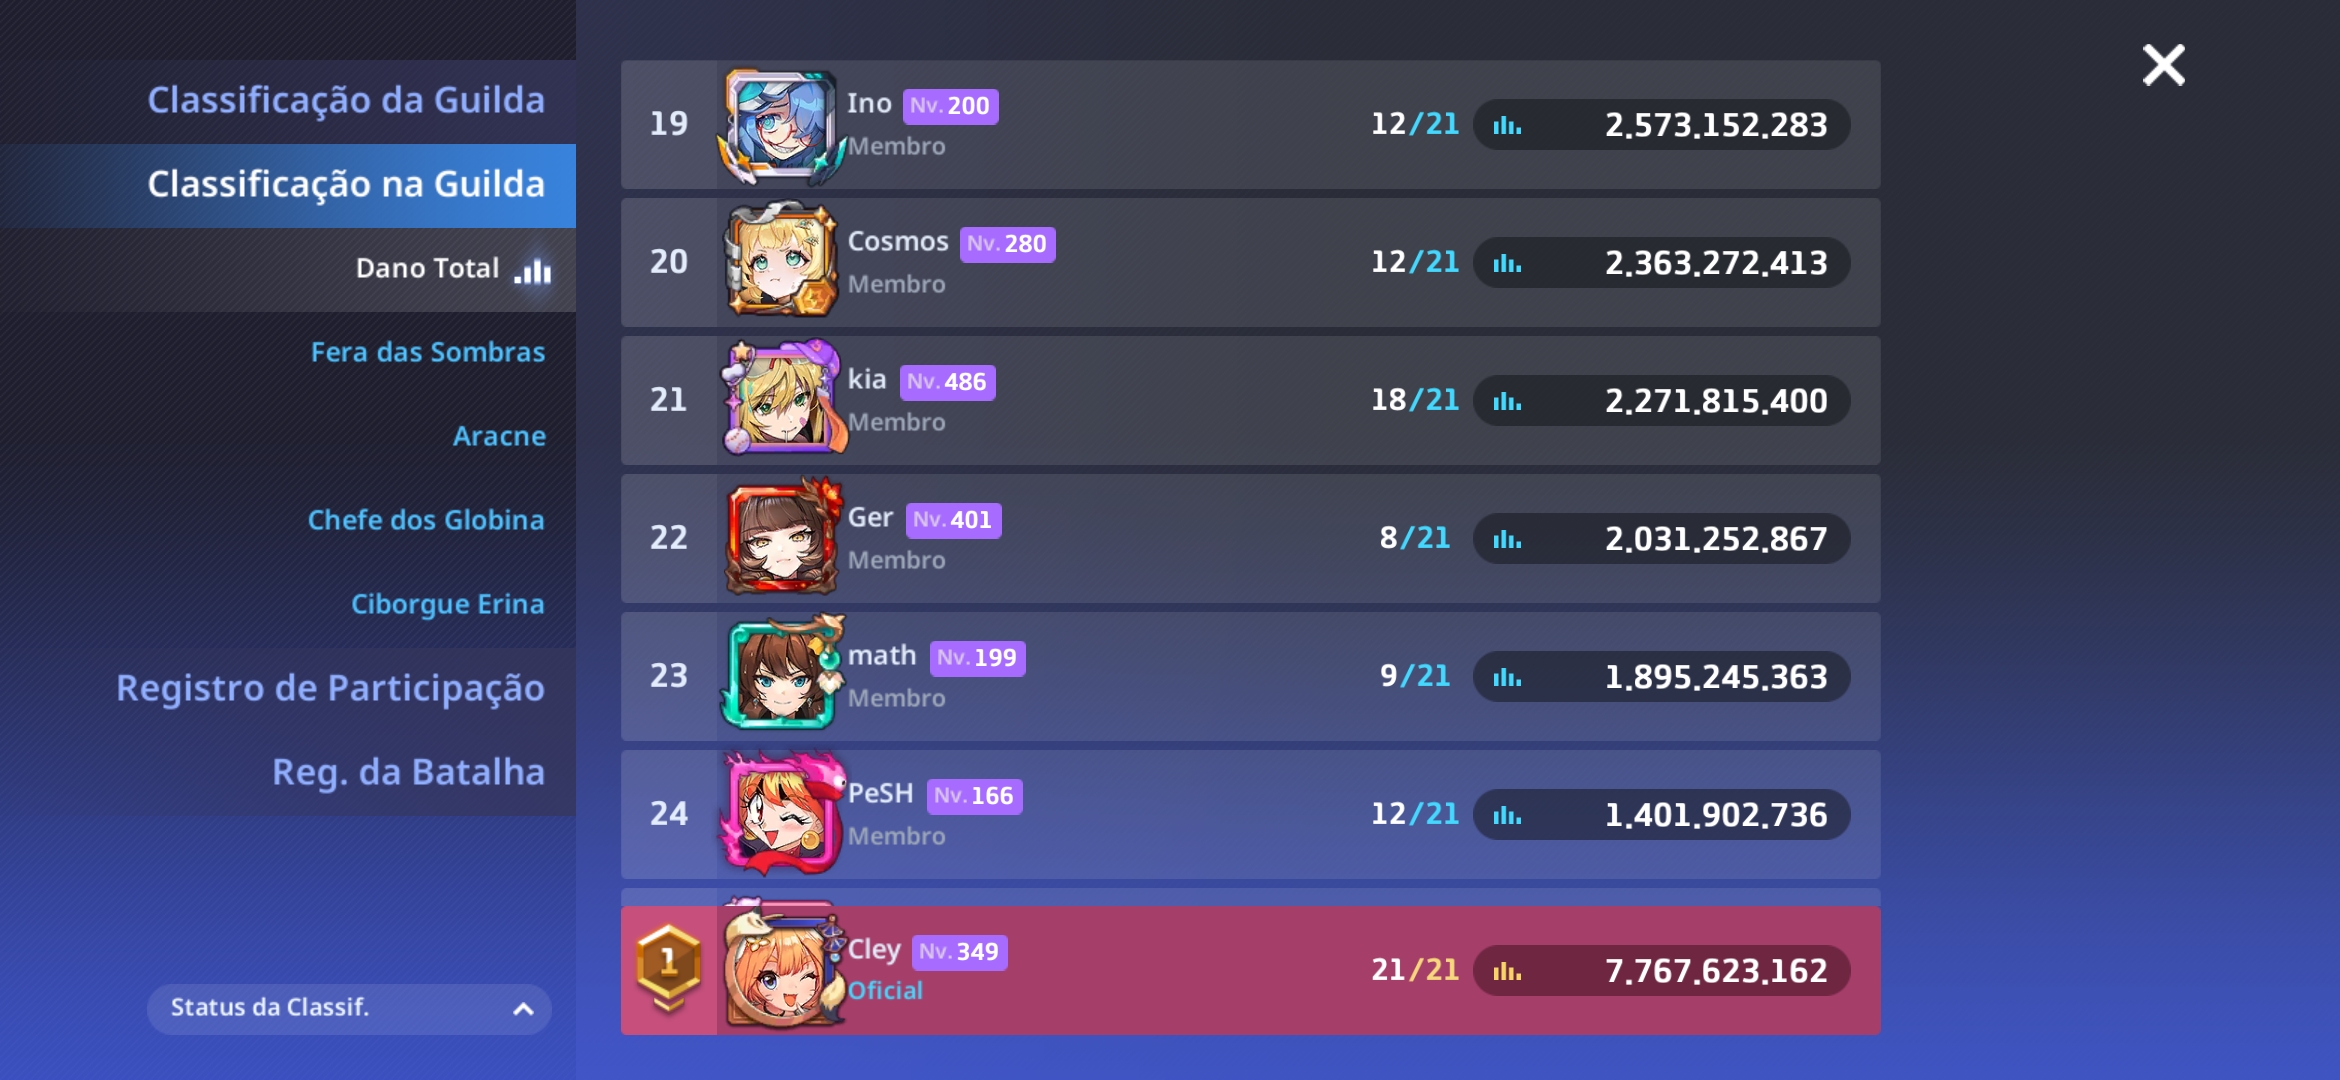 Classificação da Guilda
Classificação na Guilda
Dano Total
Fera das Sombras
Aracne
Chefe dos Globina
Ciborgue Erina
Registro de Participação
Reg. da Batalha
Status da Classif.
19 Ino Nv. 200 12/21 2.573.152.283
Membro
20 Cosmos Nv. 280 12/21 2.363.272.413
Membro
21 kia Nv. 486 18/21 2.271.815.400
Membro
22 Ger Nv. 401 8/21 2.031.252.867
Membro
23 math Nv. 199 9/21 1.895.245.363
Membro
24 PeSH Nv. 166 12/21 1.401.902.736
Membro
1 Cley Nv. 349 21/21 7.767.623.162
Oficial